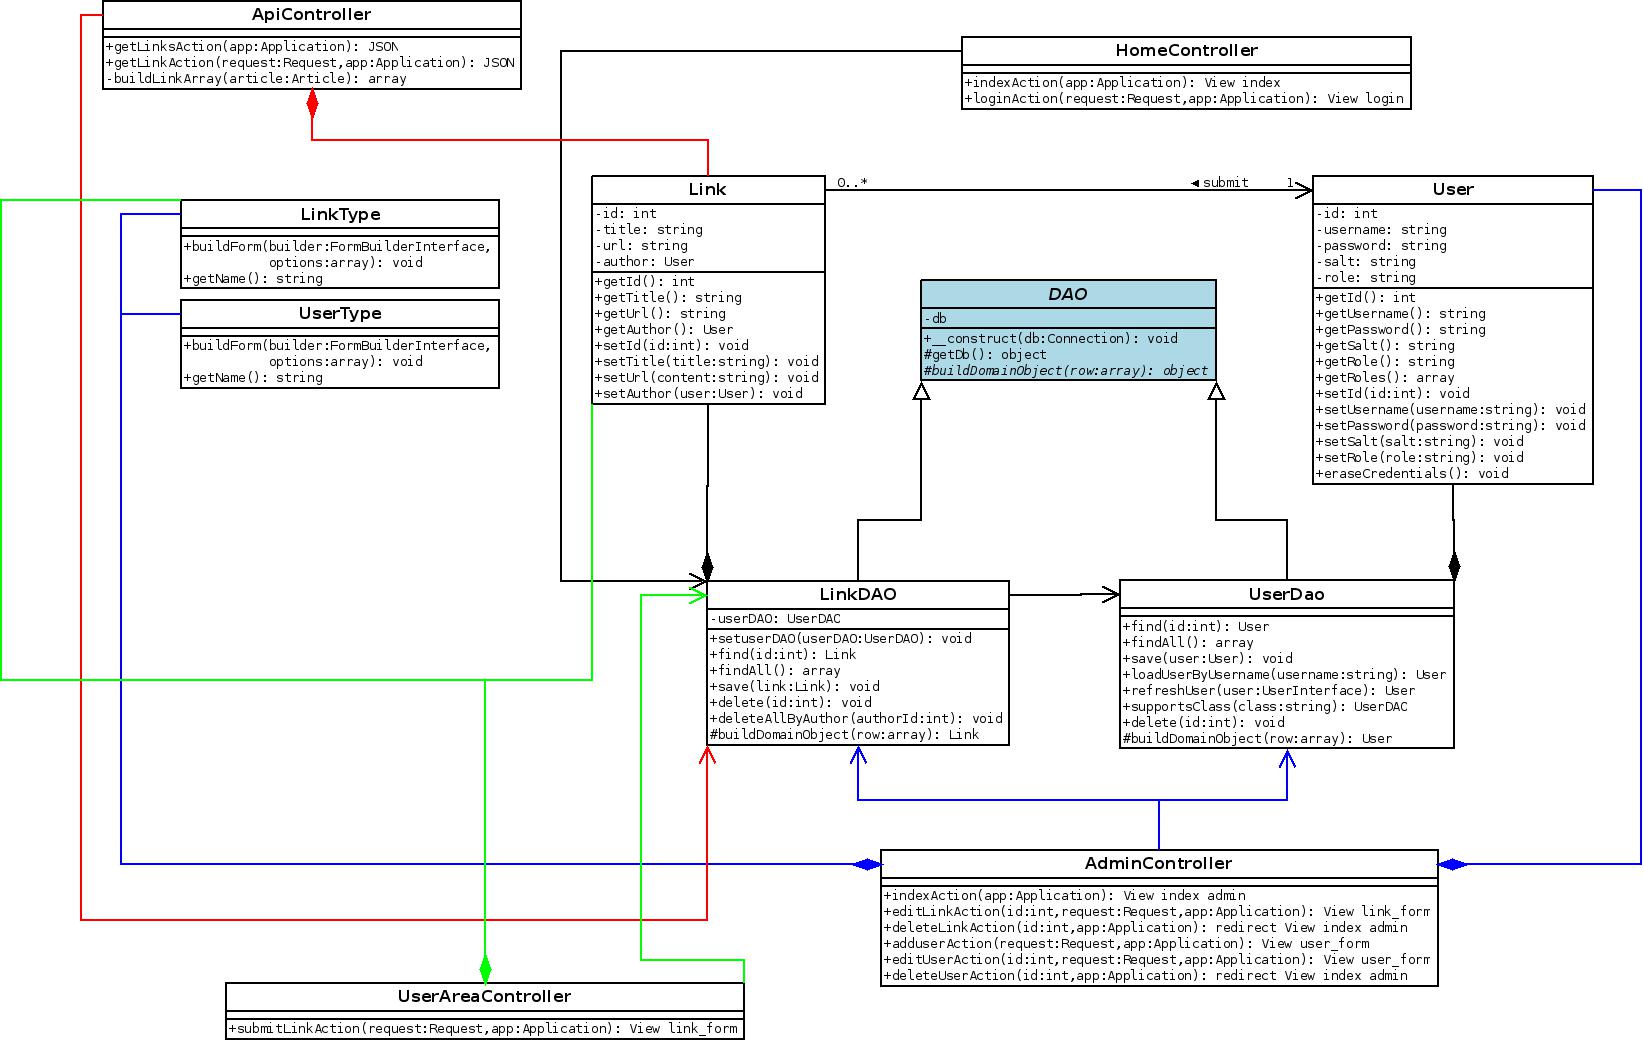 ApiController
+getLinksAction(app:Application): JSON
+getLinkAction(request:Request,app:Application): JSON
-buildLinkArray(article:Article): array
HomeController
+indexAction(app:Application): View index
+loginAction(request:Request,app:Application): View login
LinkType
+buildForm(builder:FormBuilderInterface,
options:array): void
+getName(): string
UserType
+buildForm(builder:FormBuilderInterface,
options:array): void
+getName(): string
Link
-id: int
-title: string
-url: string
-author: User
+getId(): int
+getTitle(): string
+getUrl(): string
+getAuthor(): User
+setId(id:int): void
+setTitle(title:string): void
+setUrl(content:string): void
+setAuthor(user:User): void
0..* ◄ submit 1
User
-id: int
-username: string
-password: string
-salt: string
-role: string
+getId(): int
+getUsername(): string
+getPassword(): string
+getSalt(): string
+getRole(): string
+getRoles(): array
+setId(id:int): void
+setUsername(username:string): void
+setPassword(password:string): void
+setSalt(salt:string): void
+setRole(role:string): void
+eraseCredentials(): void
DAO
-db
+__construct(db:Connection): void
#getDb(): object
#buildDomainObject(row:array): object
LinkDAO
-userDAO: UserDAO
+setuserDAO(userDAO:UserDAO): void
+find(id:int): Link
+findAll(): array
+save(link:Link): void
+delete(id:int): void
+deleteAllByAuthor(authorId:int): void
#buildDomainObject(row:array): Link
UserDao
+find(id:int): User
+findAll(): array
+save(user:User): void
+loadUserByUsername(username:string): User
+refreshUser(user:UserInterface): User
+supportsClass(class:string): UserDAO
+delete(id:int): void
#buildDomainObject(row:array): User
AdminController
+indexAction(app:Application): View index admin
+editLinkAction(id:int,request:Request,app:Application): View link_form
+deleteLinkAction(id:int,app:Application): redirect View index admin
+adduserAction(request:Request,app:Application): View user_form
+editUserAction(id:int,request:Request,app:Application): View user_form
+deleteUserAction(id:int,app:Application): redirect View index admin
UserAreaController
+submitLinkAction(request:Request,app:Application): View link_form